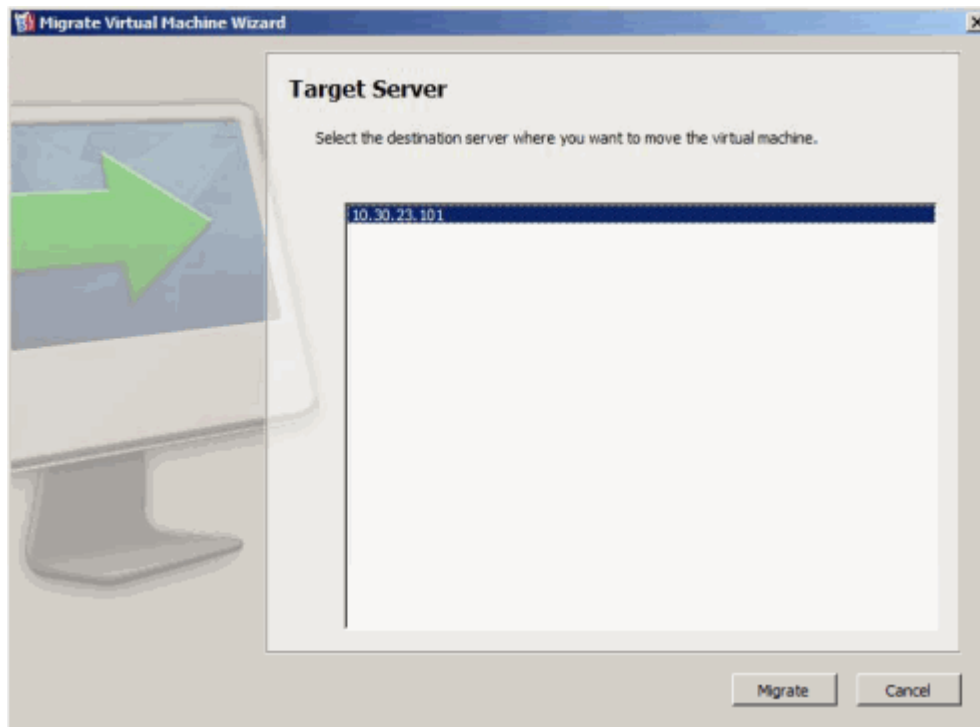 Migrate Virtual Machine Wizard
Target Server
Select the destination server where you want to move the virtual machine.
10.30.23.101
Migrate
Cancel